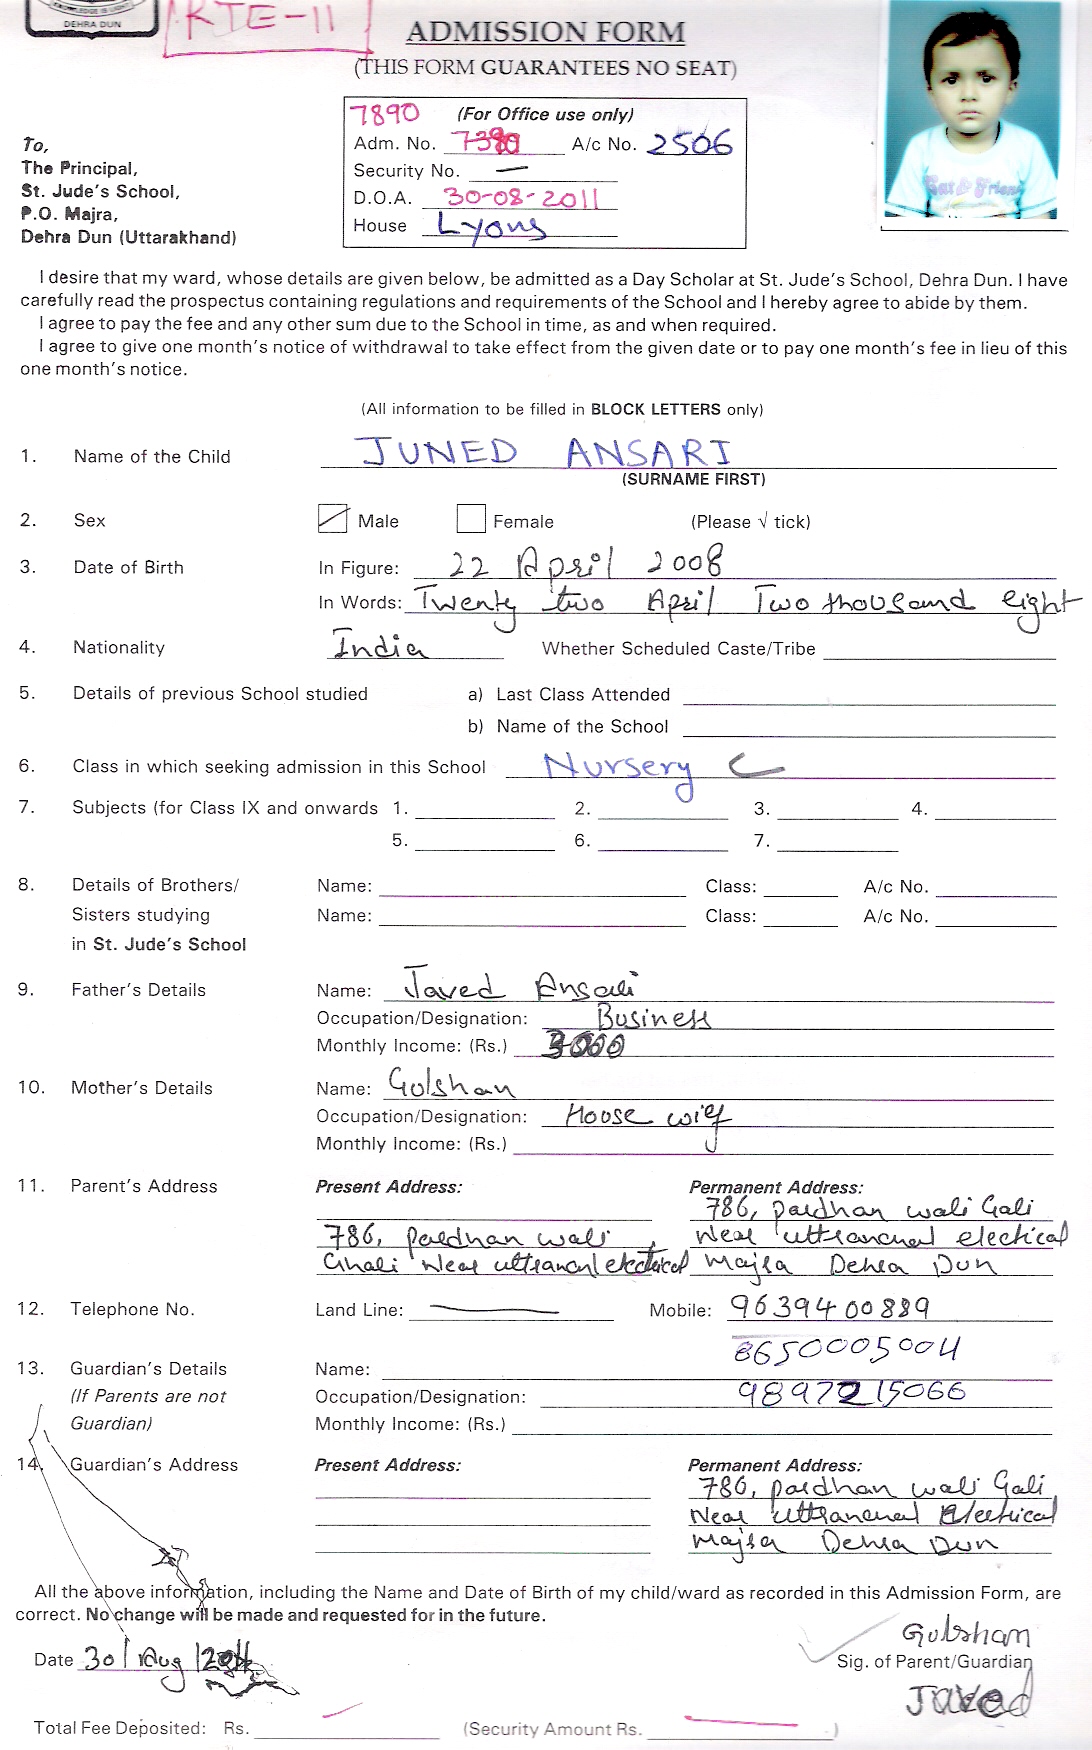 DEHRA DUN
RTE-11
ADMISSION FORM
(THIS FORM GUARANTEES NO SEAT)
7890 (For Office use only)
Adm. No. A/c No. 2506
Security No. —
D.O.A. 30-08-2011
House Lyons
To,
The Principal,
St. Jude's School,
P.O. Majra,
Dehra Dun (Uttarakhand)
I desire that my ward, whose details are given below, be admitted as a Day Scholar at St. Jude's School, Dehra Dun. I have
carefully read the prospectus containing regulations and requirements of the School and I hereby agree to abide by them.
I agree to pay the fee and any other sum due to the School in time, as and when required.
I agree to give one month's notice of withdrawal to take effect from the given date or to pay one month's fee in lieu of this
one month's notice.
(All information to be filled in BLOCK LETTERS only)
1. Name of the Child JUNED ANSARI
(SURNAME FIRST)
2. Sex Male Female (Please √ tick)
3. Date of Birth In Figure: 22 April 2008
In Words: Twenty two April Two thousand eight
4. Nationality India Whether Scheduled Caste/Tribe
5. Details of previous School studied a) Last Class Attended
b) Name of the School
6. Class in which seeking admission in this School Nursery C
7. Subjects (for Class IX and onwards 1. 2. 3. 4.
5. 6. 7.
8. Details of Brothers/ Name: Class: A/c No.
Sisters studying Name: Class: A/c No.
in St. Jude's School
9. Father's Details Name: Javed Ansari
Occupation/Designation: Business
Monthly Income: (Rs.) 3000
10. Mother's Details Name: Gulshan
Occupation/Designation: House wif
Monthly Income: (Rs.)
11. Parent's Address Present Address: Permanent Address:
786, pardhan wali Gali
786, pardhan wali Near uttranchal electical
Ghali Near uttranchal electrical Majra Dehra Dun
12. Telephone No. Land Line: Mobile: 9639400889
8650005004
13. Guardian's Details Name:
(If Parents are not Occupation/Designation: 9897215066
Guardian) Monthly Income: (Rs.)
14. Guardian's Address Present Address: Permanent Address:
786, pardhan wali Gali
Near uttranchal Electrical
Majra Dehra Dun
All the above information, including the Name and Date of Birth of my child/ward as recorded in this Admission Form, are
correct. No change will be made and requested for in the future.
Gulsham
Date 30/Aug/2011 Sig. of Parent/Guardian
Javed
Total Fee Deposited: Rs. (Security Amount Rs. )